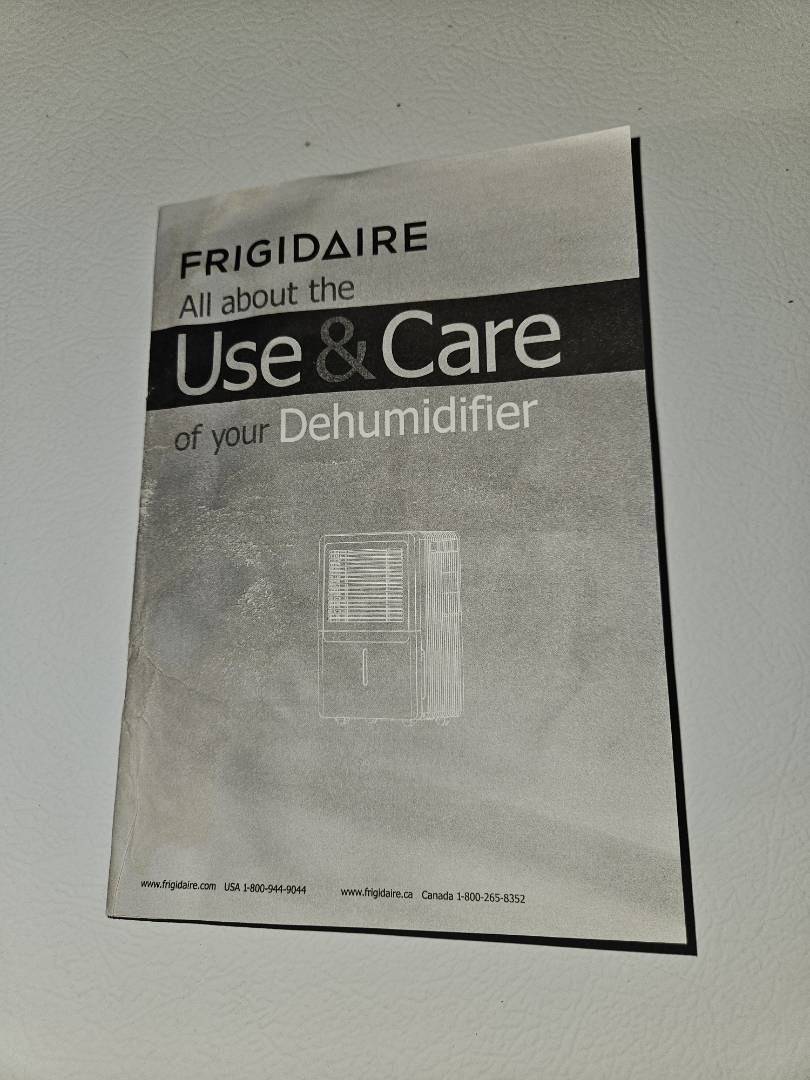 FRIGIDAIRE
All about the
Use & Care
of your Dehumidifier
www.frigidaire.com USA 1-800-944-9044 www.frigidaire.ca Canada 1-800-265-8352